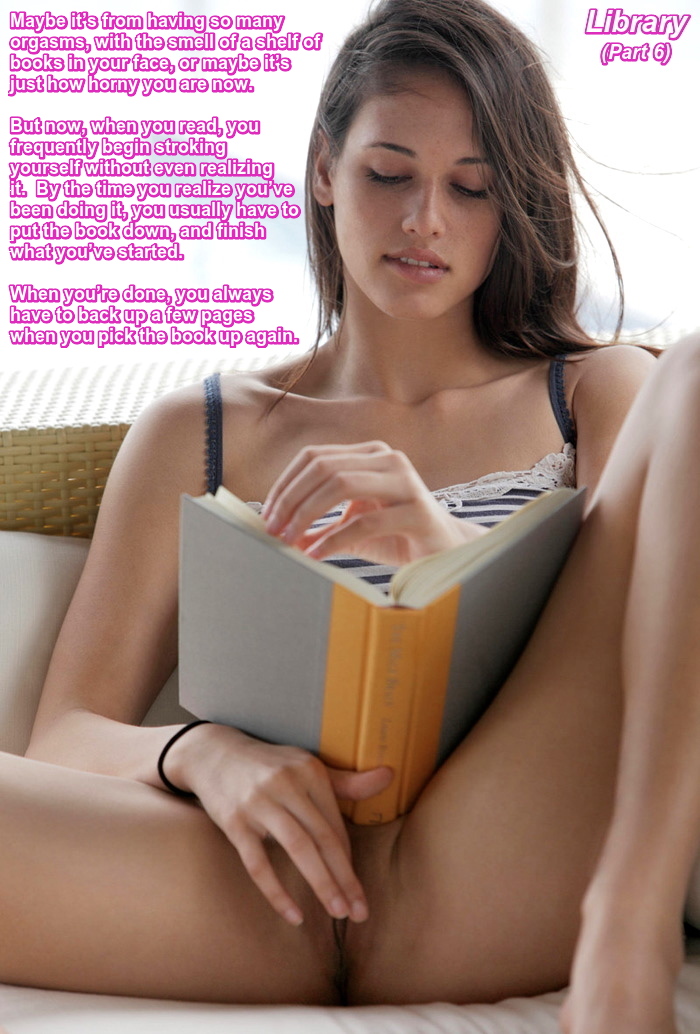 Library
(Part 6)
Maybe it's from having so many
orgasms, with the smell of a shelf of
books in your face, or maybe it's
just how horny you are now.
But now, when you read, you
frequently begin stroking
yourself without even realizing
it.  By the time you realize you've
been doing it, you usually have to
put the book down, and finish
what you've started.
When you're done, you always
have to back up a few pages
when you pick the book up again.